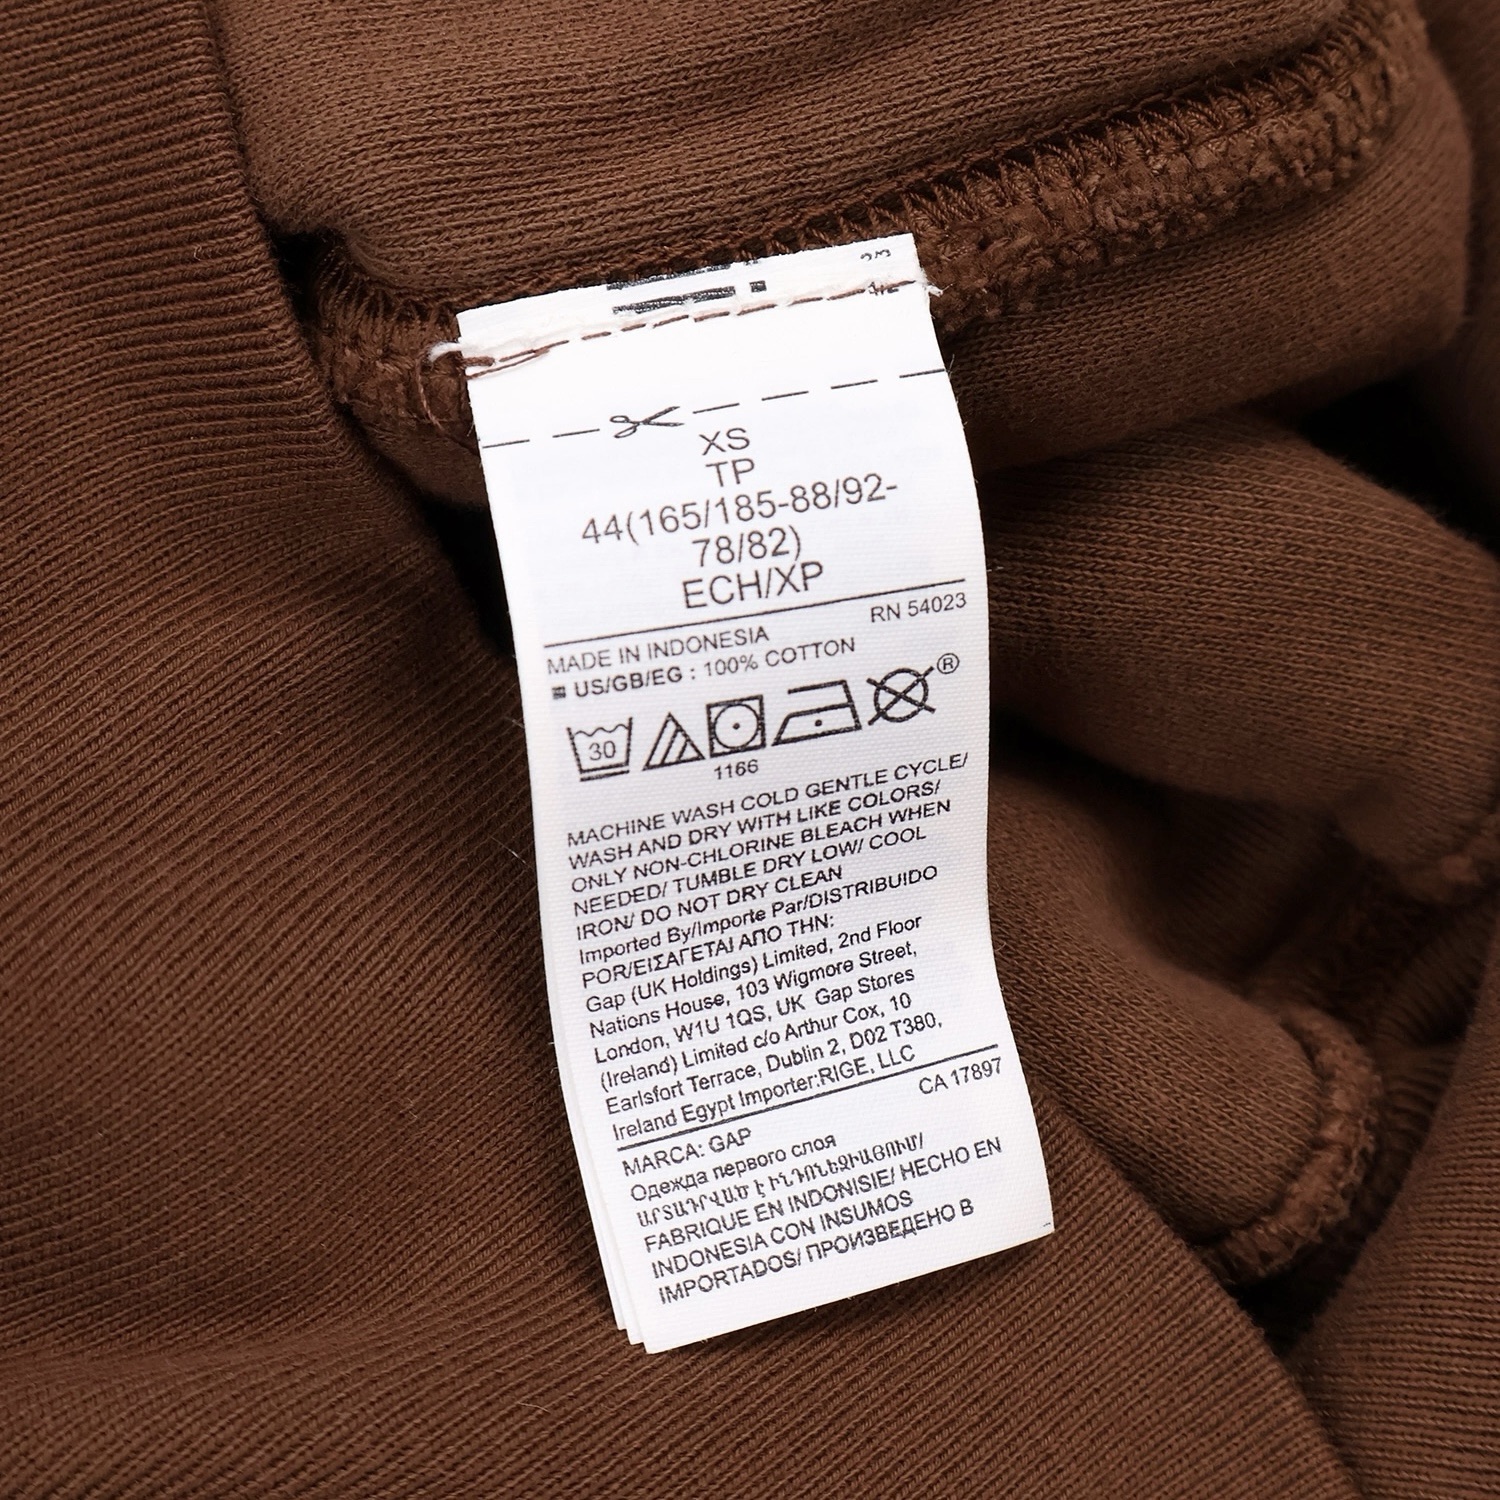 XS
TP
44(165/185-88/92-
78/82)
ECH/XP
RN 54023
MADE IN INDONESIA
US/GB/EG : 100% COTTON
30
®
1166
MACHINE WASH COLD GENTLE CYCLE/
WASH AND DRY WITH LIKE COLORS/
ONLY NON-CHLORINE BLEACH WHEN
NEEDED/ TUMBLE DRY LOW/ COOL
IRON/ DO NOT DRY CLEAN
Imported By/Importe Par/DISTRIBUIDO
POR/ΕΙΣΑΓΕΤΑΙ ΑΠΟ ΤΗΝ:
Gap (UK Holdings) Limited, 2nd Floor
Nations House, 103 Wigmore Street,
London, W1U 1QS, UK Gap Stores
(Ireland) Limited c/o Arthur Cox, 10
Earlsfort Terrace, Dublin 2, D02 T380,
Ireland Egypt Importer:RIGE, LLC
CA 17897
MARCA: GAP
Одежда первого слоя
ԱՐՏԱԴՐՎԱԾ Է ԻՆԴՈՆԵԶԻԱՅՈՒՄ/
FABRIQUE EN INDONISIE/ HECHO EN
INDONESIA CON INSUMOS
IMPORTADOS/ ПРОИЗВЕДЕНО В